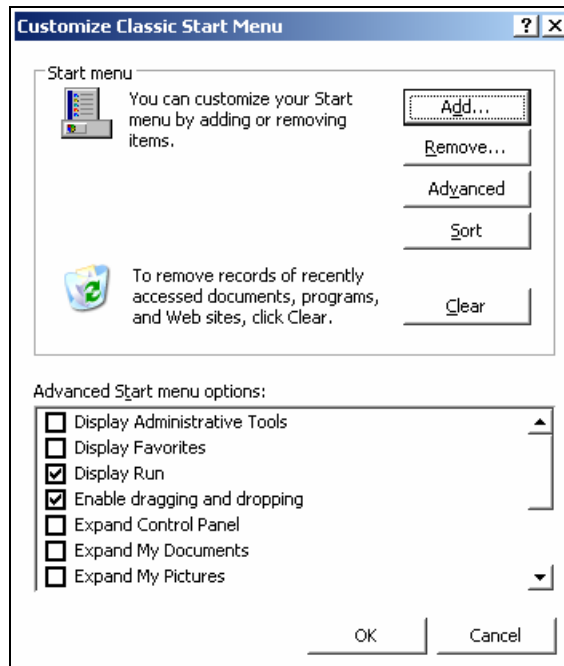 Customize Classic Start Menu
Start menu
You can customize your Start
menu by adding or removing
items.
Add...
Remove...
Advanced
Sort
To remove records of recently
accessed documents, programs,
and Web sites, click Clear.
Clear
Advanced Start menu options:
Display Administrative Tools
Display Favorites
Display Run
Enable dragging and dropping
Expand Control Panel
Expand My Documents
Expand My Pictures
OK
Cancel